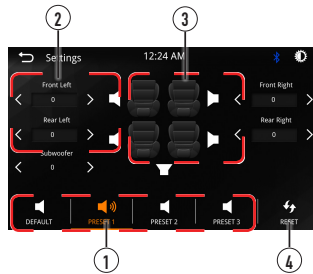 2
3
Settings
12:24 AM
Front Left
0
Front Right
0
Rear Left
0
Rear Right
0
Subwoofer
0
DEFAULT
PRESET 1
PRESET 2
PRESET 3
RESET
1
4